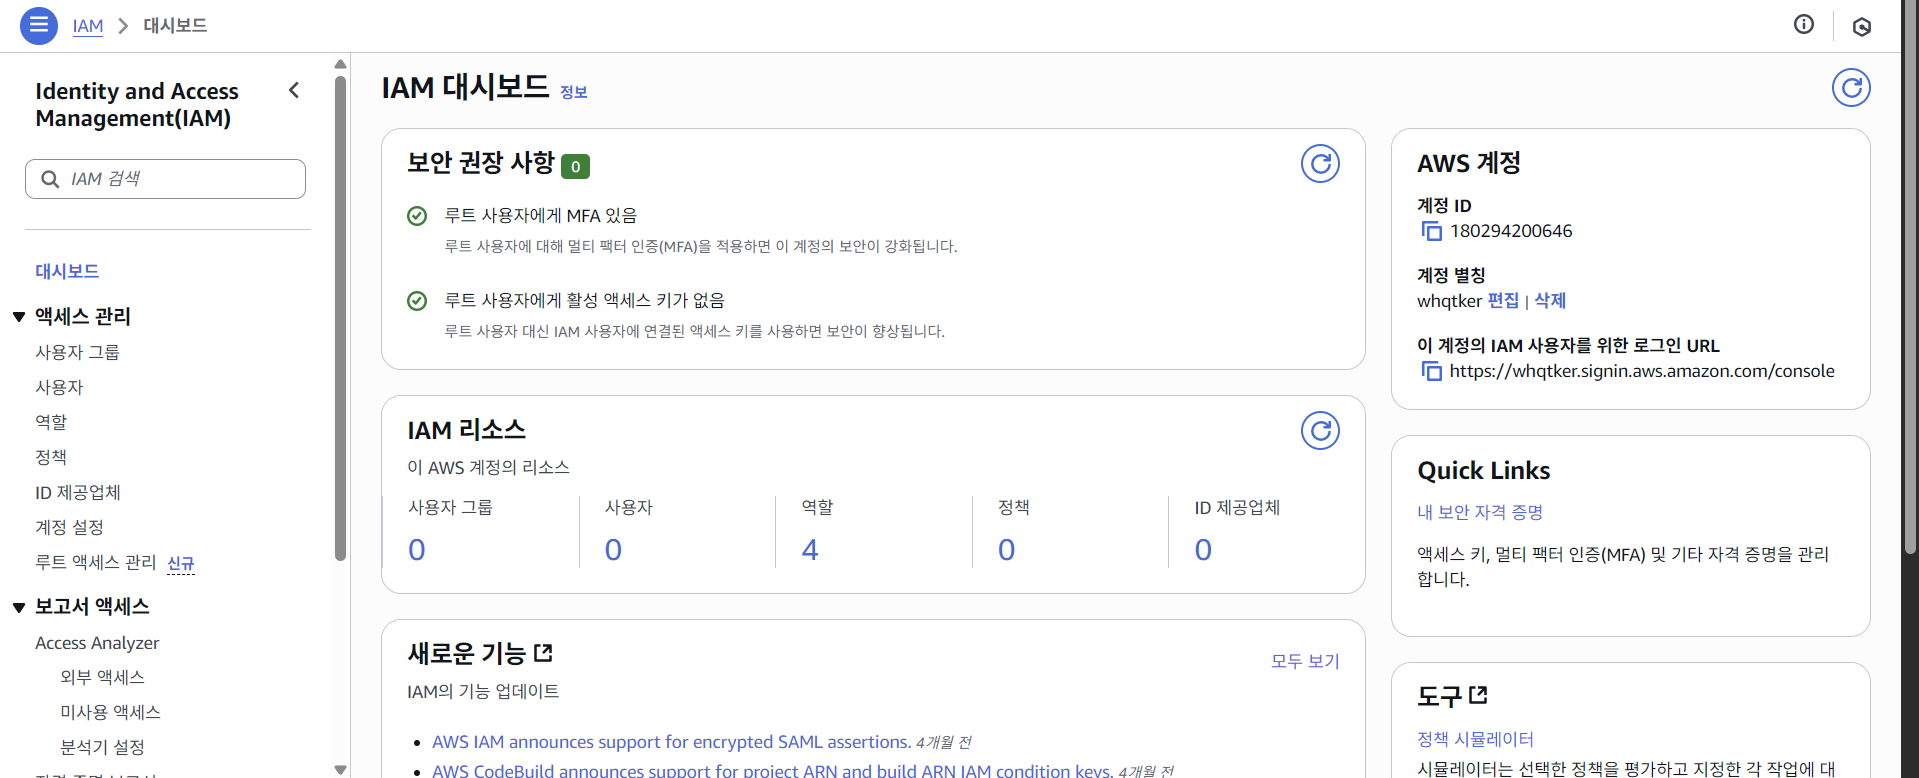 IAM
대시보드
Identity and Access
Management(IAM)
IAM 검색
대시보드
액세스 관리
사용자 그룹
사용자
역할
정책
ID 제공업체
계정 설정
루트 액세스 관리 신규
보고서 액세스
Access Analyzer
외부 액세스
미사용 액세스
분석기 설정
IAM 대시보드 정보
보안 권장 사항 0
루트 사용자에게 MFA 있음
루트 사용자에 대해 멀티 팩터 인증(MFA)을 적용하면 이 계정의 보안이 강화됩니다.
루트 사용자에게 활성 액세스 키가 없음
루트 사용자 대신 IAM 사용자에 연결된 액세스 키를 사용하면 보안이 향상됩니다.
IAM 리소스
이 AWS 계정의 리소스
사용자 그룹
0
사용자
0
역할
4
정책
0
ID 제공업체
0
새로운 기능
모두 보기
IAM의 기능 업데이트
AWS IAM announces support for encrypted SAML assertions. 4개월 전
AWS CodeBuild announces support for project ARN and build ARN IAM condition keys. 4개월 전
AWS 계정
계정 ID
180294200646
계정 별칭
whqtker 편집 | 삭제
이 계정의 IAM 사용자를 위한 로그인 URL
https://whqtker.signin.aws.amazon.com/console
Quick Links
내 보안 자격 증명
액세스 키, 멀티 팩터 인증(MFA) 및 기타 자격 증명을 관리
합니다.
도구
정책 시뮬레이터
시뮬레이터는 선택한 정책을 평가하고 지정한 각 작업에 대